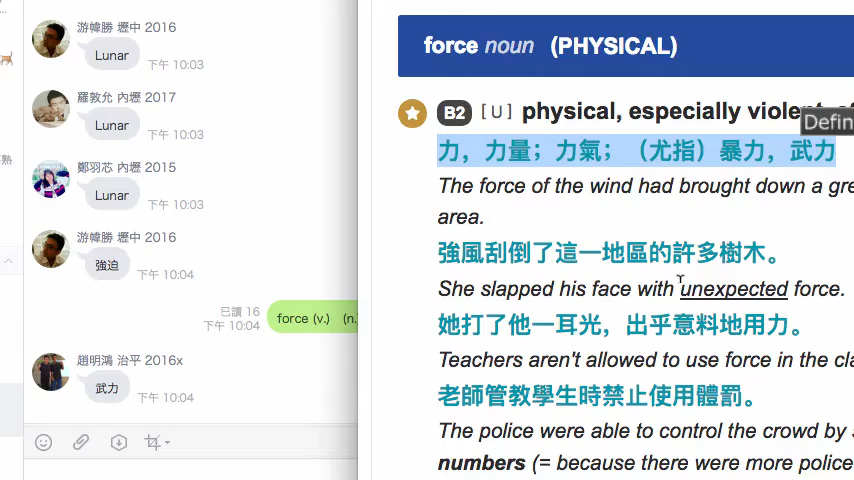 游韓勝 壢中 2016
Lunar
下午 10:03
羅敦允 內壢 2017
Lunar
下午 10:03
鄭羽芯 內壢 2015
Lunar
下午 10:03
游韓勝 壢中 2016
強迫
下午 10:04
已讀 16
下午 10:04
force (v.) (n.
趙明鴻 治平 2016x
武力
下午 10:04
熟
force noun (PHYSICAL)
B2 [U] physical, especially violent,
Defin
力，力量；力氣；（尤指）暴力，武力
The force of the wind had brought down a gre
area.
強風刮倒了這一地區的許多樹木。
She slapped his face with unexpected force.
她打了他一耳光，出乎意料地用力。
Teachers aren't allowed to use force in the cla
老師管教學生時禁止使用體罰。
The police were able to control the crowd by s
numbers (= because there were more police